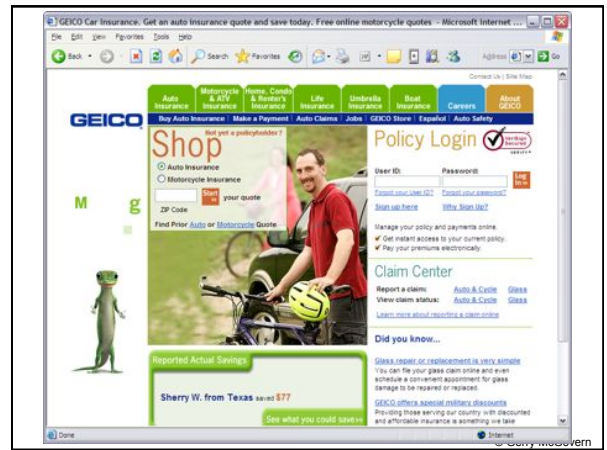 GEICO Car Insurance. Get an auto insurance quote and save today. Free online motorcycle quotes - Microsoft Internet ...
File Edit View Favorites Tools Help
Back Search Favorites Address Go
Contact Us | Site Map
Auto Insurance
Motorcycle & ATV Insurance
Home, Condo & Renter's Insurance
Life Insurance
Umbrella Insurance
Boat Insurance
Careers
About GEICO
GEICO
Buy Auto Insurance | Make a Payment | Auto Claims | Jobs | GEICO Store | Español | Auto Safety
Not yet a policyholder?
Shop
Auto Insurance
Motorcycle Insurance
Start >> your quote
ZIP Code
Find Prior Auto or Motorcycle Quote
M g
Policy Login
VeriSign Secured
User ID: Password:
Log In >>
Forgot your User ID? Forgot your password?
Sign up here Why Sign Up?
Manage your policy and payments online.
Get instant access to your current policy.
Pay your premiums electronically.
Claim Center
Report a claim: Auto & Cycle Glass
View claim status: Auto & Cycle Glass
Learn more about reporting a claim online
Did you know...
Glass repair or replacement is very simple
You can file your glass claim online and even
schedule a convenient appointment for glass
damage to be repaired or replaced.
GEICO offers special military discounts
Providing those serving our country with discounted
and affordable insurance is something we take
Reported Actual Savings
Sherry W. from Texas saved $77
See what you could save>>
Done Internet
© Gerry McGovern